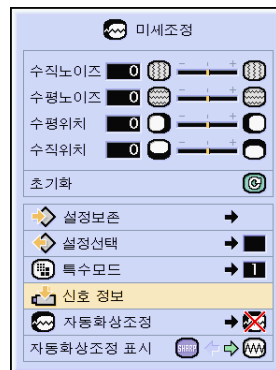 미세조정
수직노이즈 0 - +
수평노이즈 0 - +
수평위치 0 - +
수직위치 0 - +
초기화
설정보존
설정선택
특수모드 1
신호 정보
자동화상조정
자동화상조정 표시 SHARP